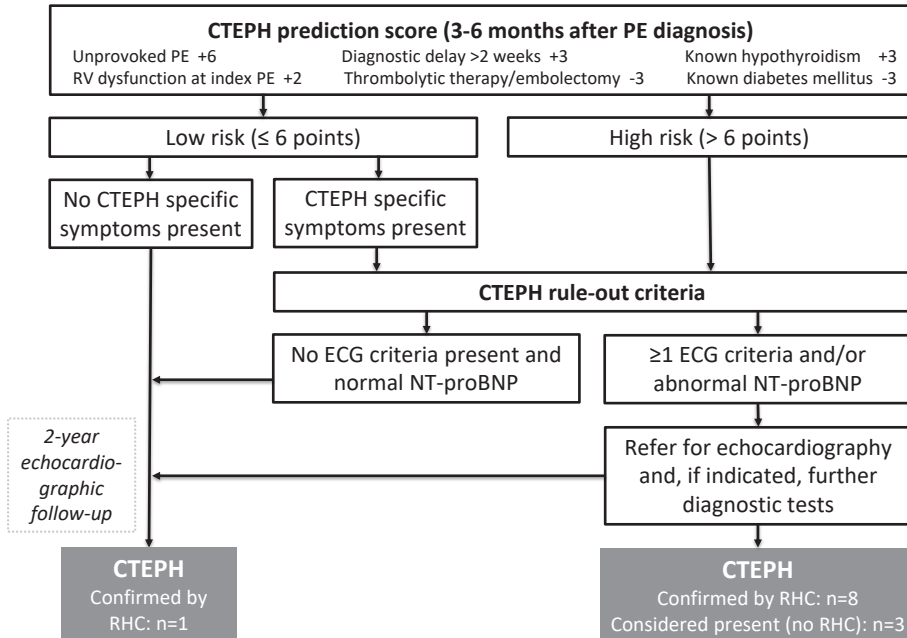 CTEPH prediction score (3-6 months after PE diagnosis)
Unprovoked PE +6 Diagnostic delay >2 weeks +3 Known hypothyroidism +3
RV dysfunction at index PE +2 Thrombolytic therapy/embolectomy -3 Known diabetes mellitus -3
Low risk (≤ 6 points)
High risk (> 6 points)
No CTEPH specific
symptoms present
CTEPH specific
symptoms present
CTEPH rule-out criteria
No ECG criteria present and
normal NT-proBNP
≥1 ECG criteria and/or
abnormal NT-proBNP
2-year
echocardio-
graphic
follow-up
Refer for echocardiography
and, if indicated, further
diagnostic tests
CTEPH
Confirmed by
RHC: n=1
CTEPH
Confirmed by RHC: n=8
Considered present (no RHC): n=3